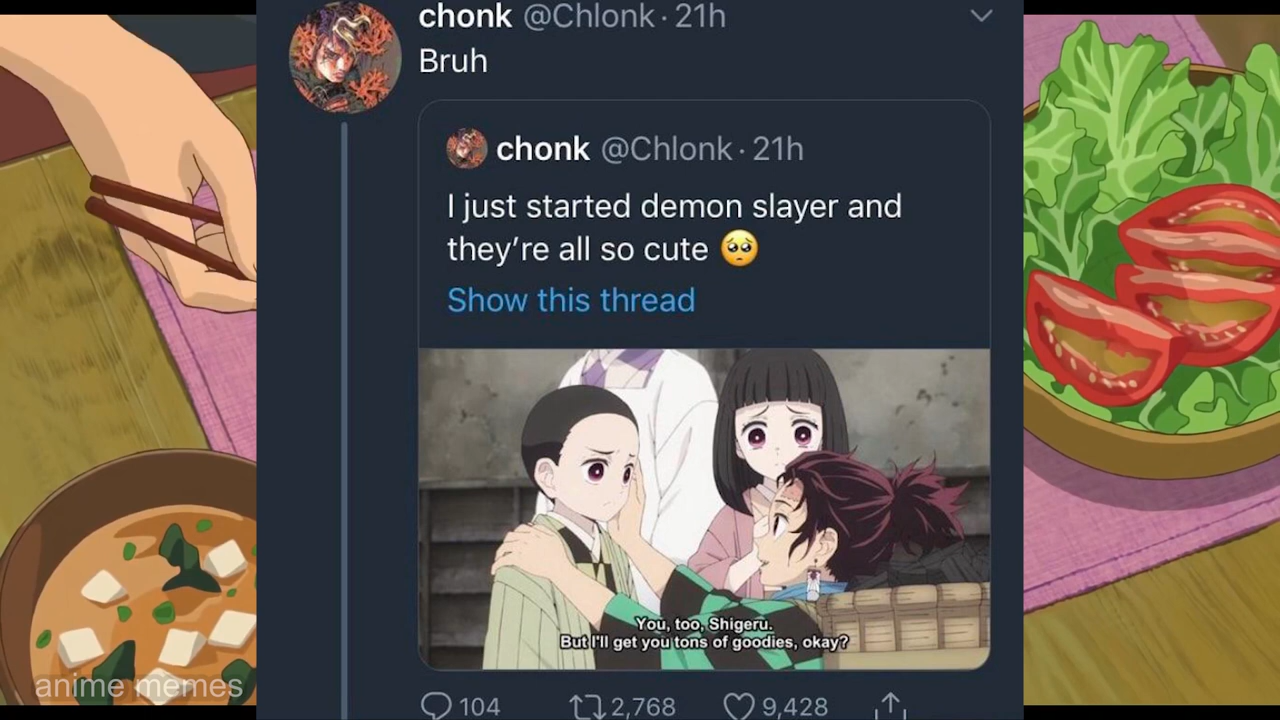 chonk @Chlonk · 21h
Bruh
chonk @Chlonk · 21h
I just started demon slayer and
they're all so cute 🥺
Show this thread
You, too, Shigeru.
But I'll get you tons of goodies, okay?
104 2,768 9,428
anime memes